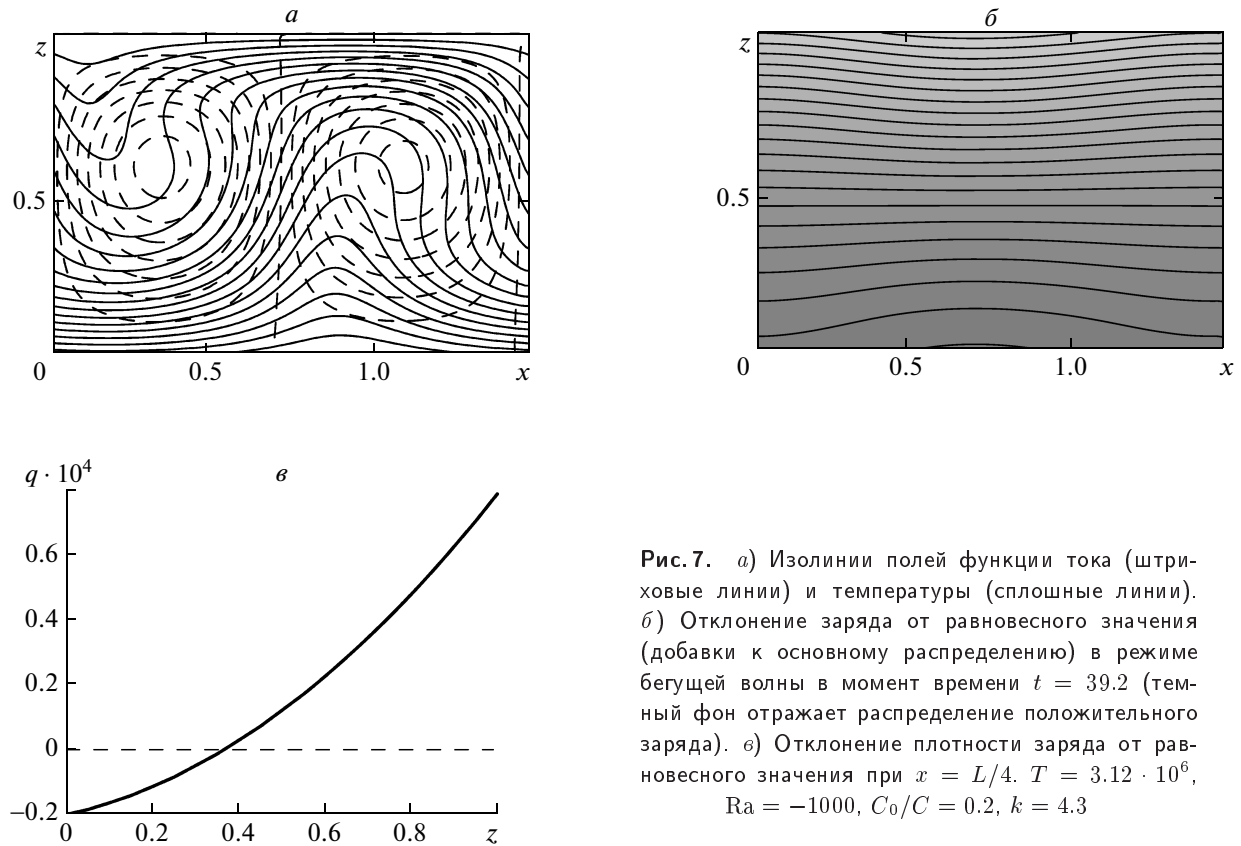 а
z
0.5
0
0.5
1.0
x
б
z
0.5
0
0.5
1.0
x
q · 10⁴
в
0.6
0.4
0.2
0
–0.2
0
0.2
0.4
0.6
0.8
z
Рис. 7. а) Изолинии полей функции тока (штри-
ховые линии) и температуры (сплошные линии).
б) Отклонение заряда от равновесного значения
(добавки к основному распределению) в режиме
бегущей волны в момент времени t = 39.2 (тем-
ный фон отражает распределение положительного
заряда). в) Отклонение плотности заряда от рав-
новесного значения при x = L/4. T = 3.12 · 10⁶,
Ra = −1000, C₀/C = 0.2, k = 4.3